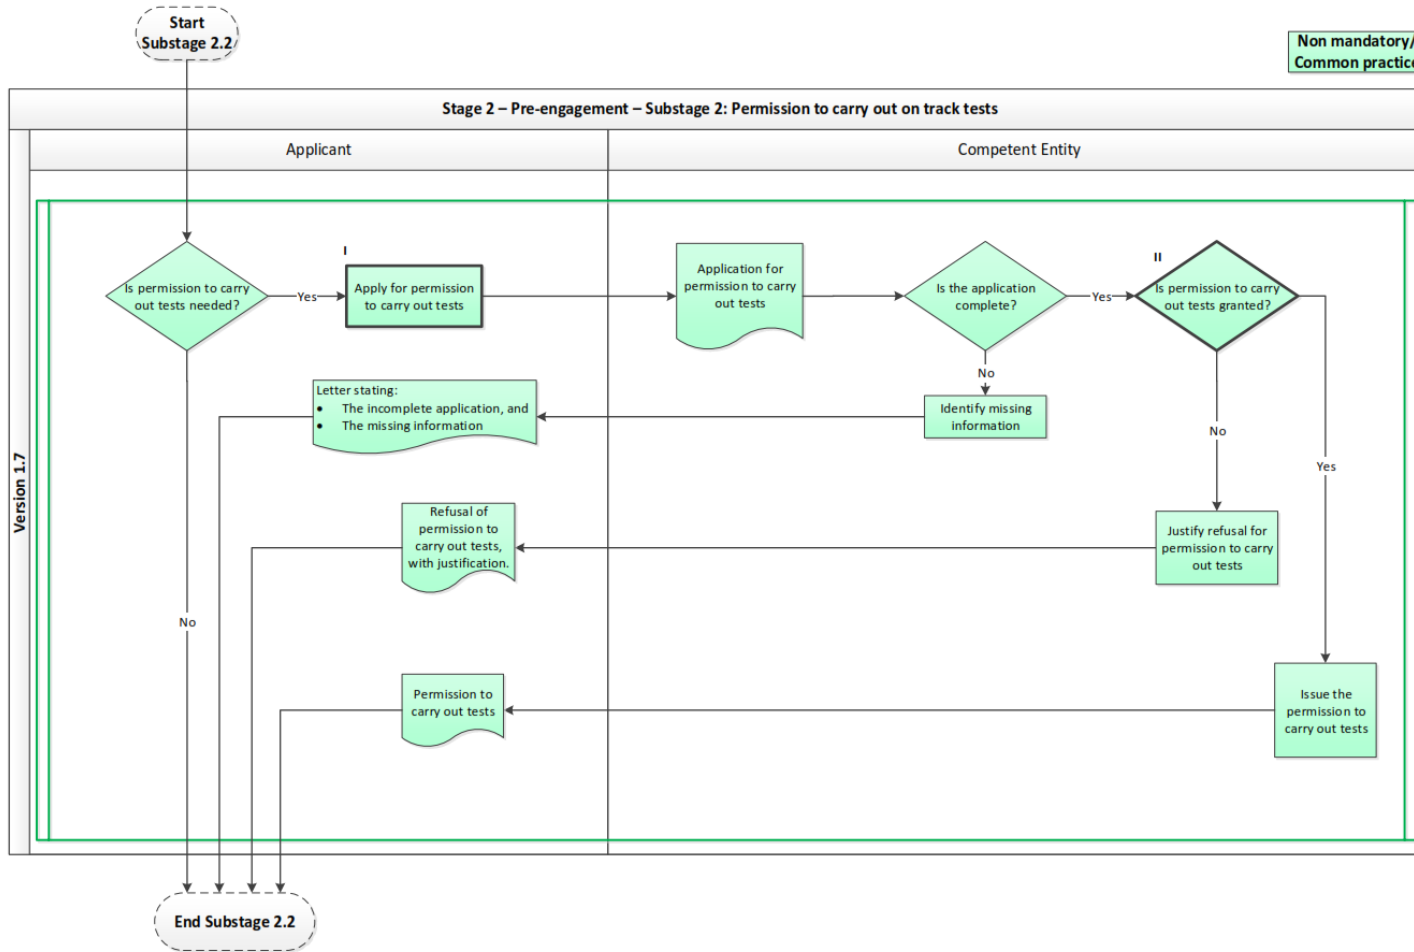 Start
Substage 2.2
Non mandatory/
Common practice
Stage 2 – Pre-engagement – Substage 2: Permission to carry out on track tests
Version 1.7
Applicant
Competent Entity
Is permission to carry
out tests needed?
Yes
I
Apply for permission
to carry out tests
Application for
permission to carry
out tests
Is the application
complete?
Yes
II
Is permission to carry
out tests granted?
No
Letter stating:
• The incomplete application, and
• The missing information
Identify missing
information
No
Yes
Refusal of
permission to
carry out tests,
with justification.
Justify refusal for
permission to carry
out tests
No
Permission to
carry out tests
Issue the
permission to
carry out tests
End Substage 2.2